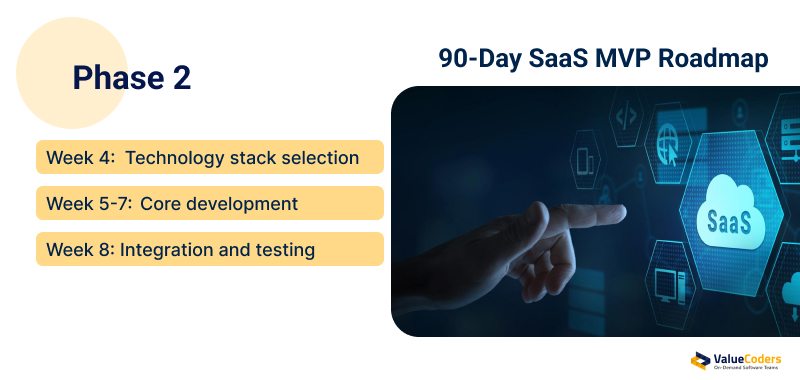 Phase 2
90-Day SaaS MVP Roadmap
Week 4: Technology stack selection
Week 5-7: Core development
Week 8: Integration and testing
</>
SaaS
ValueCoders
On-Demand Software Teams